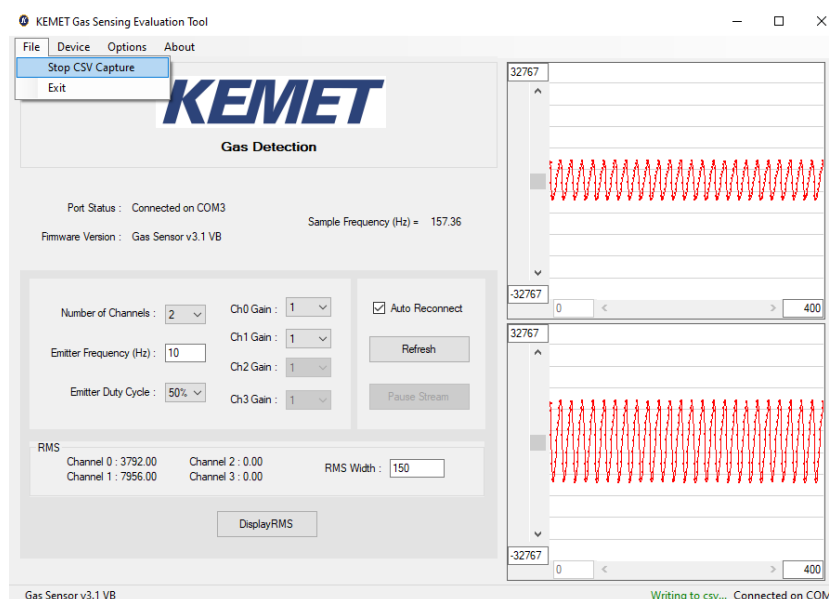 KEMET Gas Sensing Evaluation Tool
File Device Options About
Stop CSV Capture
Exit
KEMET
Gas Detection
Port Status : Connected on COM3
Firmware Version : Gas Sensor v3.1 VB
Sample Frequency (Hz) = 157.36
Number of Channels : 2
Emitter Frequency (Hz) : 10
Emitter Duty Cycle : 50%
Ch0 Gain : 1
Ch1 Gain : 1
Ch2 Gain : 1
Ch3 Gain : 1
Auto Reconnect
Refresh
Pause Stream
RMS
Channel 0 : 3792.00 Channel 2 : 0.00
Channel 1 : 7956.00 Channel 3 : 0.00
RMS Width : 150
DisplayRMS
32767
-32767
0 400
32767
-32767
0 400
Gas Sensor v3.1 VB Writing to csv... Connected on COM